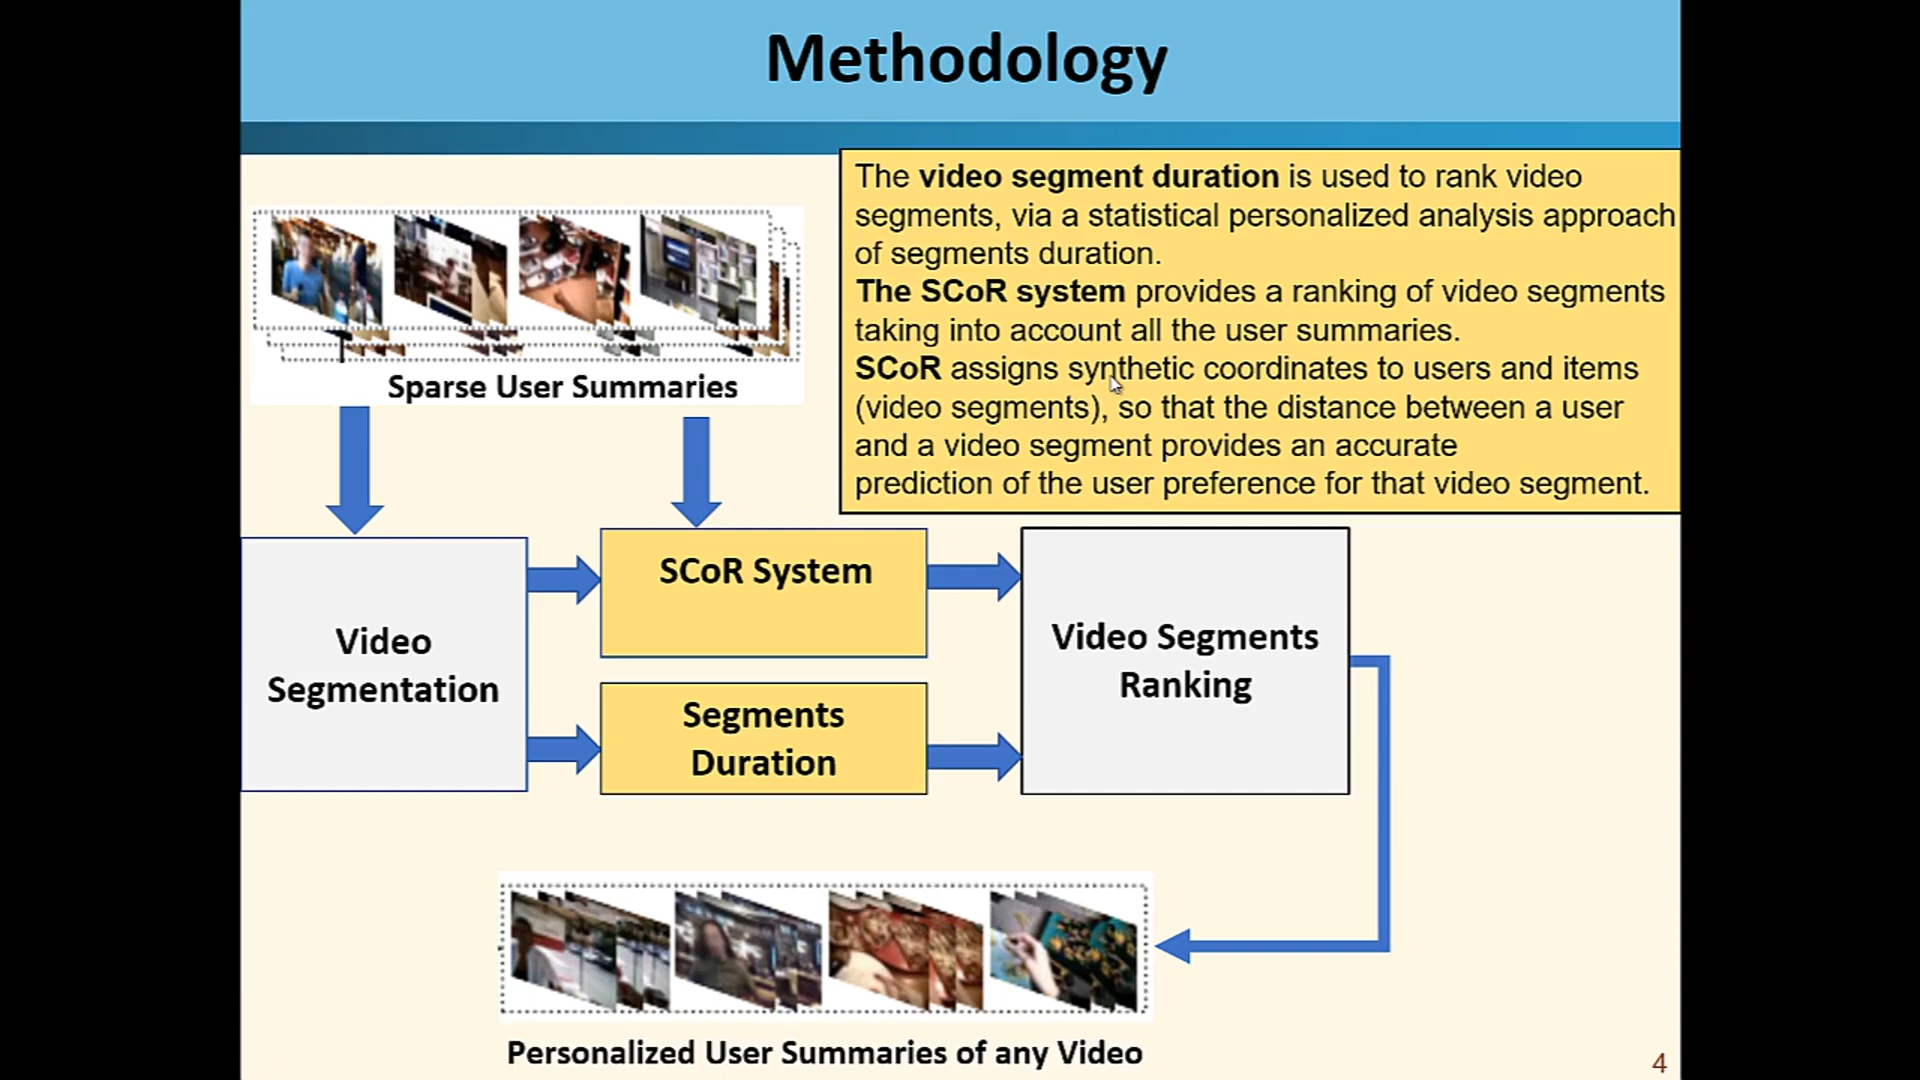 Methodology
The video segment duration is used to rank video
segments, via a statistical personalized analysis approach
of segments duration.
The SCoR system provides a ranking of video segments
taking into account all the user summaries.
SCoR assigns synthetic coordinates to users and items
(video segments), so that the distance between a user
and a video segment provides an accurate
prediction of the user preference for that video segment.
Sparse User Summaries
Video
Segmentation
SCoR System
Segments
Duration
Video Segments
Ranking
Personalized User Summaries of any Video
4